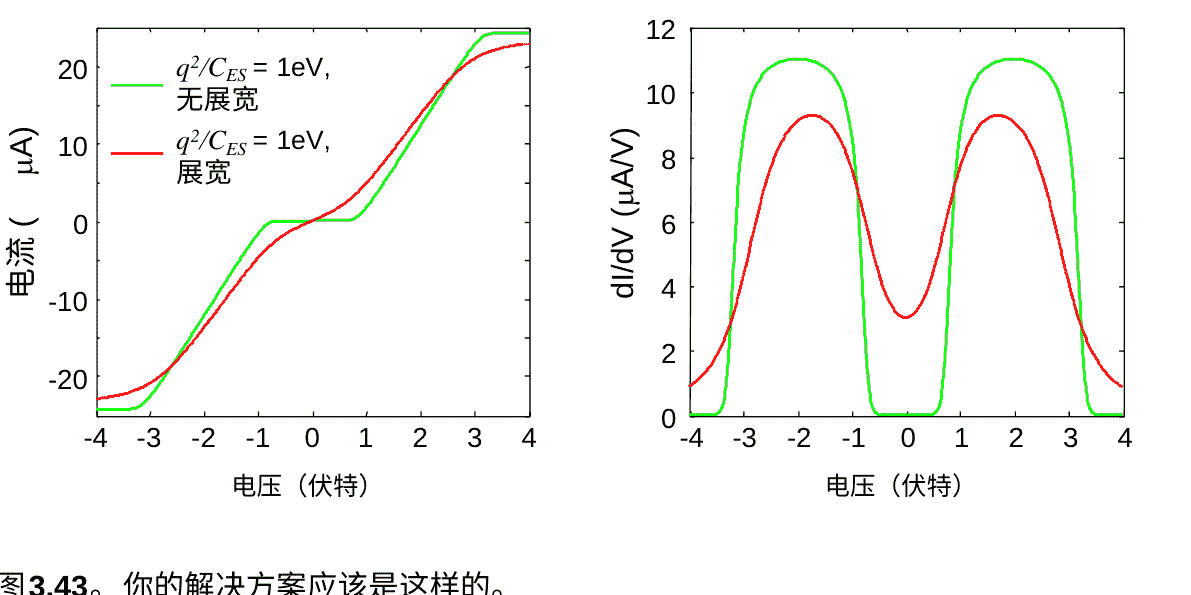 q²/C_ES = 1eV,
无展宽
q²/C_ES = 1eV,
展宽
电流 ( μA)
20
10
0
-10
-20
-4 -3 -2 -1 0 1 2 3 4
电压（伏特）
dI/dV (μA/V)
12
10
8
6
4
2
0
-4 -3 -2 -1 0 1 2 3 4
电压（伏特）
图3.43。 你的解决方案应该是这样的。